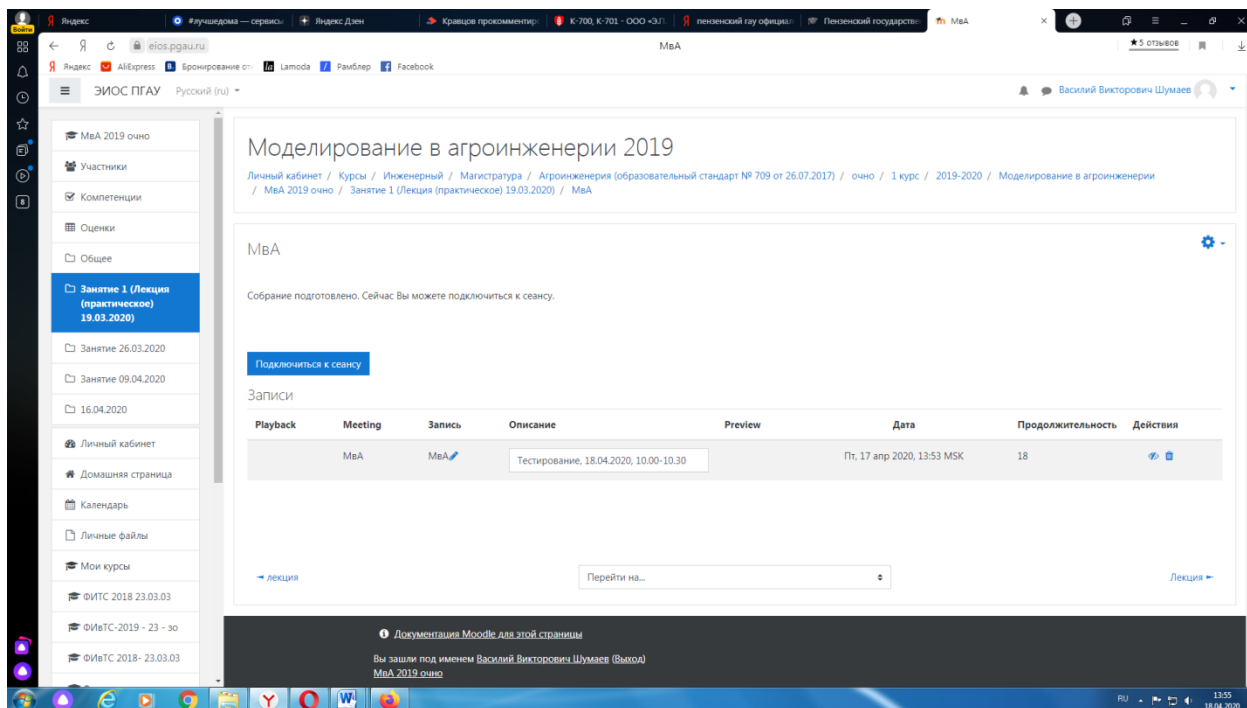 Яндекс
#лучшедома — сервисы
Яндекс Дзен
Кравцов прокомментир
К-700, К-701 - ООО «Э.Л.
пензенский гау официал
Пензенский государстве
МвА
Войти
eios.pgau.ru
МвА
★ 5 отзывов
Яндекс
AliExpress
Бронирование от
Lamoda
Рамблер
Facebook
ЭИОС ПГАУ
Русский (ru)
Василий Викторович Шумаев
МвА 2019 очно
Участники
Компетенции
Оценки
Общее
Занятие 1 (Лекция
(практическое)
19.03.2020)
Занятие 26.03.2020
Занятие 09.04.2020
16.04.2020
Личный кабинет
Домашняя страница
Календарь
Личные файлы
Мои курсы
ФИТС 2018 23.03.03
ФИвТС-2019 - 23 - зо
ФИвТС 2018- 23.03.03
Моделирование в агроинженерии 2019
Личный кабинет / Курсы / Инженерный / Магистратура / Агроинженерия (образовательный стандарт № 709 от 26.07.2017) / очно / 1 курс / 2019-2020 / Моделирование в агроинженерии
/ МвА 2019 очно / Занятие 1 (Лекция (практическое) 19.03.2020) / МвА
МвА
Собрание подготовлено. Сейчас Вы можете подключиться к сеансу.
Подключиться к сеансу
Записи
Playback Meeting Запись Описание Preview Дата Продолжительность Действия
МвА МвА Тестирование, 18.04.2020, 10.00-10.30 Пт, 17 апр 2020, 13:53 MSK 18
◄ лекция
Перейти на...
Лекция ►
Документация Moodle для этой страницы
Вы зашли под именем Василий Викторович Шумаев (Выход)
МвА 2019 очно
RU
13:55
18.04.2020